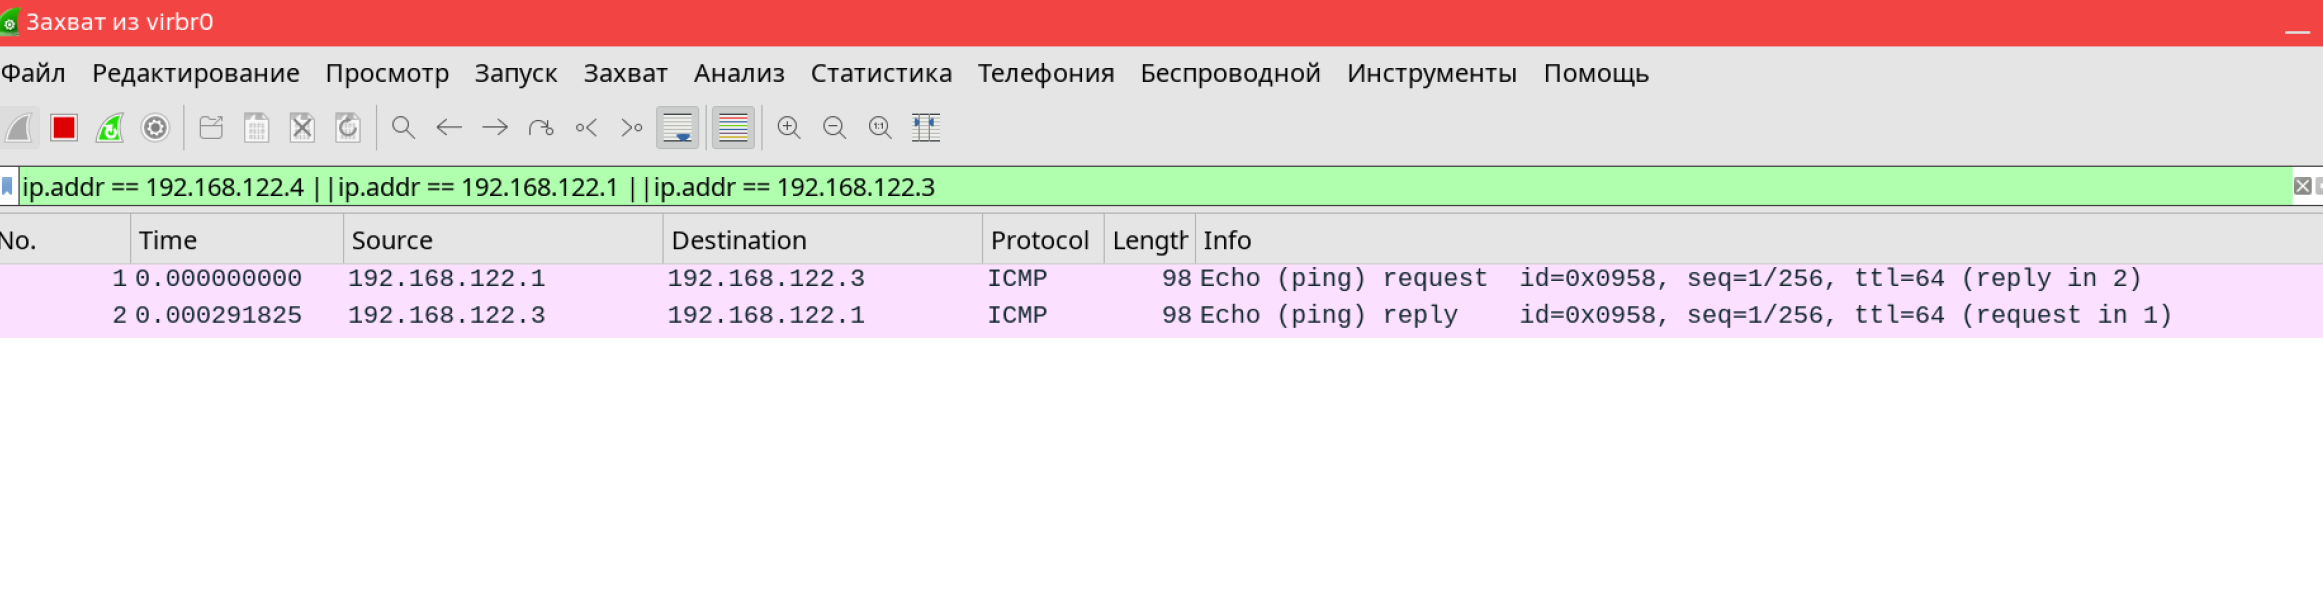 Захват из virbr0
Файл Редактирование Просмотр Запуск Захват Анализ Статистика Телефония Беспроводной Инструменты Помощь
ip.addr == 192.168.122.4 ||ip.addr == 192.168.122.1 ||ip.addr == 192.168.122.3
No. Time Source Destination Protocol Length Info
1 0.000000000 192.168.122.1 192.168.122.3 ICMP 98 Echo (ping) request id=0x0958, seq=1/256, ttl=64 (reply in 2)
2 0.000291825 192.168.122.3 192.168.122.1 ICMP 98 Echo (ping) reply id=0x0958, seq=1/256, ttl=64 (request in 1)